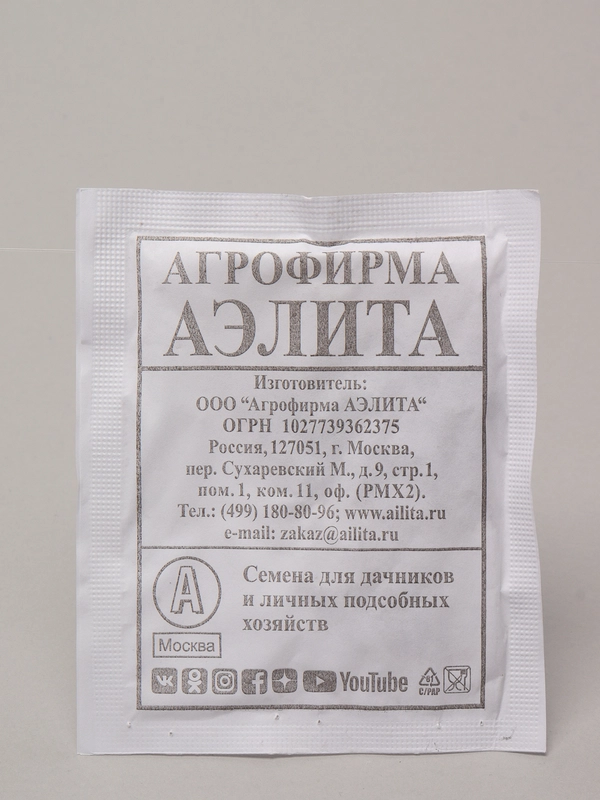 АГРОФИРМА
АЭЛИТА
Изготовитель:
ООО “Агрофирма АЭЛИТА“
ОГРН 1027739362375
Россия, 127051, г. Москва,
пер. Сухаревский М., д. 9, стр. 1,
пом. 1, ком. 11, оф. (РМХ2).
Тел.: (499) 180-80-96; www.ailita.ru
e-mail: zakaz@ailita.ru
А
Семена для дачников
и личных подсобных
хозяйств
Москва
YouTube
81
C/PAP